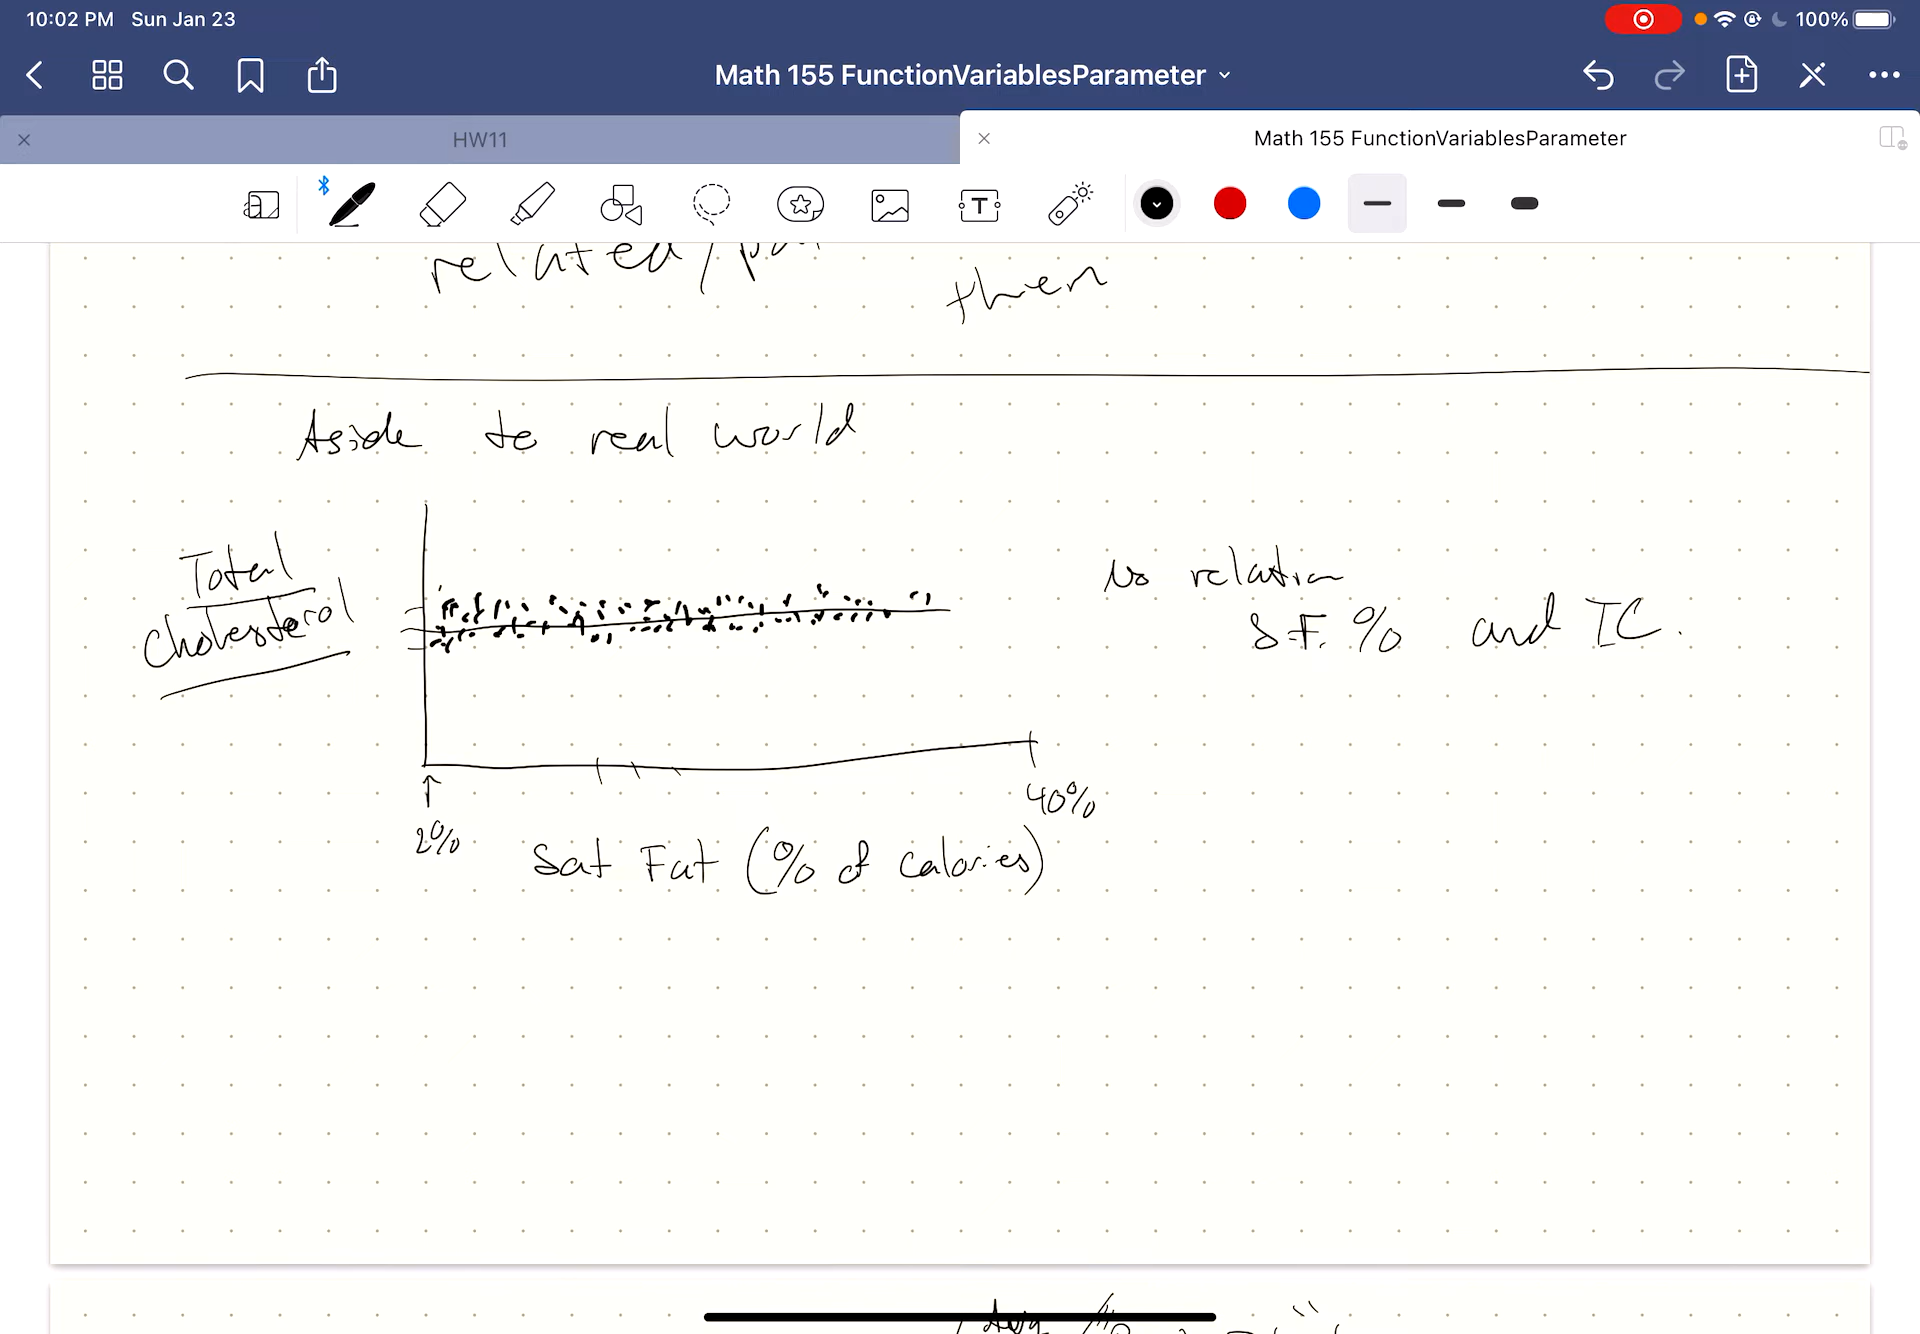 10:02 PM Sun Jan 23
100%
Math 155 FunctionVariablesParameter
HW11
Math 155 FunctionVariablesParameter
T
related/
then
Aside to real world
Total
Cholesterol
No relation
S.F. % and TC.
2%
40%
Sat Fat (% of calories)